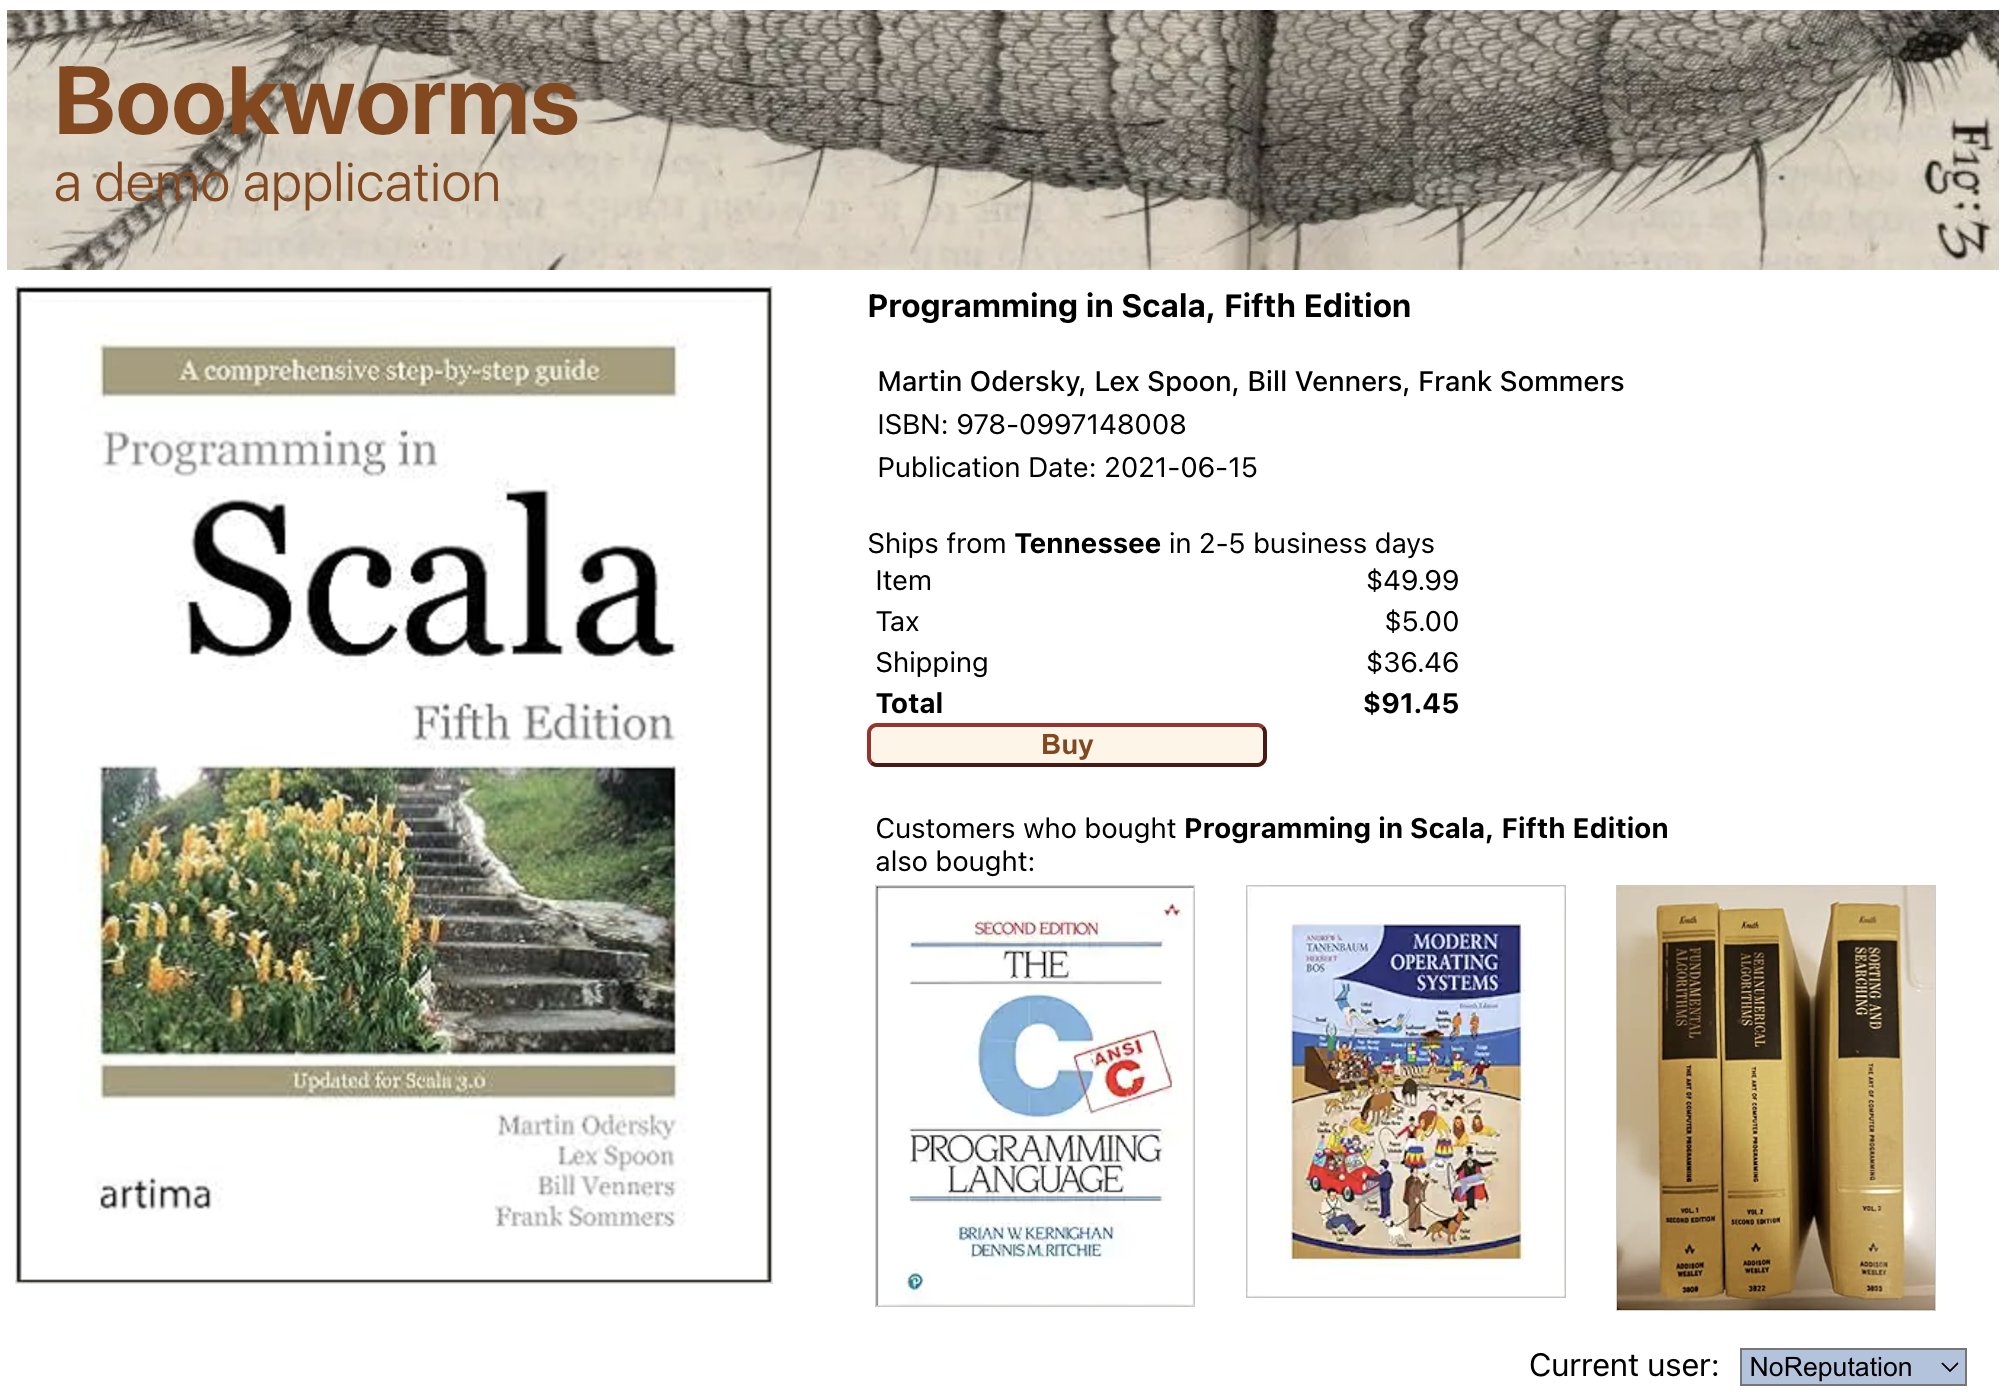 Bookworms
a demo application
Fig: 3
A comprehensive step-by-step guide
Programming in
Scala
Fifth Edition
Updated for Scala 3.0
Martin Odersky
Lex Spoon
Bill Venners
Frank Sommers
artima
Programming in Scala, Fifth Edition
Martin Odersky, Lex Spoon, Bill Venners, Frank Sommers
ISBN: 978-0997148008
Publication Date: 2021-06-15
Ships from Tennessee in 2-5 business days
Item $49.99
Tax $5.00
Shipping $36.46
Total $91.45
Buy
Customers who bought Programming in Scala, Fifth Edition
also bought:
SECOND EDITION
THE
C
ANSI
C
PROGRAMMING
LANGUAGE
BRIAN W. KERNIGHAN
DENNIS M. RITCHIE
ANDREW S.
TANENBAUM
HERBERT
BOS
MODERN
OPERATING
SYSTEMS
Fourth Edition
Knuth
FUNDAMENTAL
ALGORITHMS
THE ART OF COMPUTER PROGRAMMING
VOL. 1
SECOND EDITION
ADDISON
WESLEY
3809
Knuth
SEMINUMERICAL
ALGORITHMS
THE ART OF COMPUTER PROGRAMMING
VOL. 2
SECOND EDITION
ADDISON
WESLEY
3822
Knuth
SORTING AND
SEARCHING
THE ART OF COMPUTER PROGRAMMING
VOL. 3
ADDISON
WESLEY
3803
Current user: NoReputation